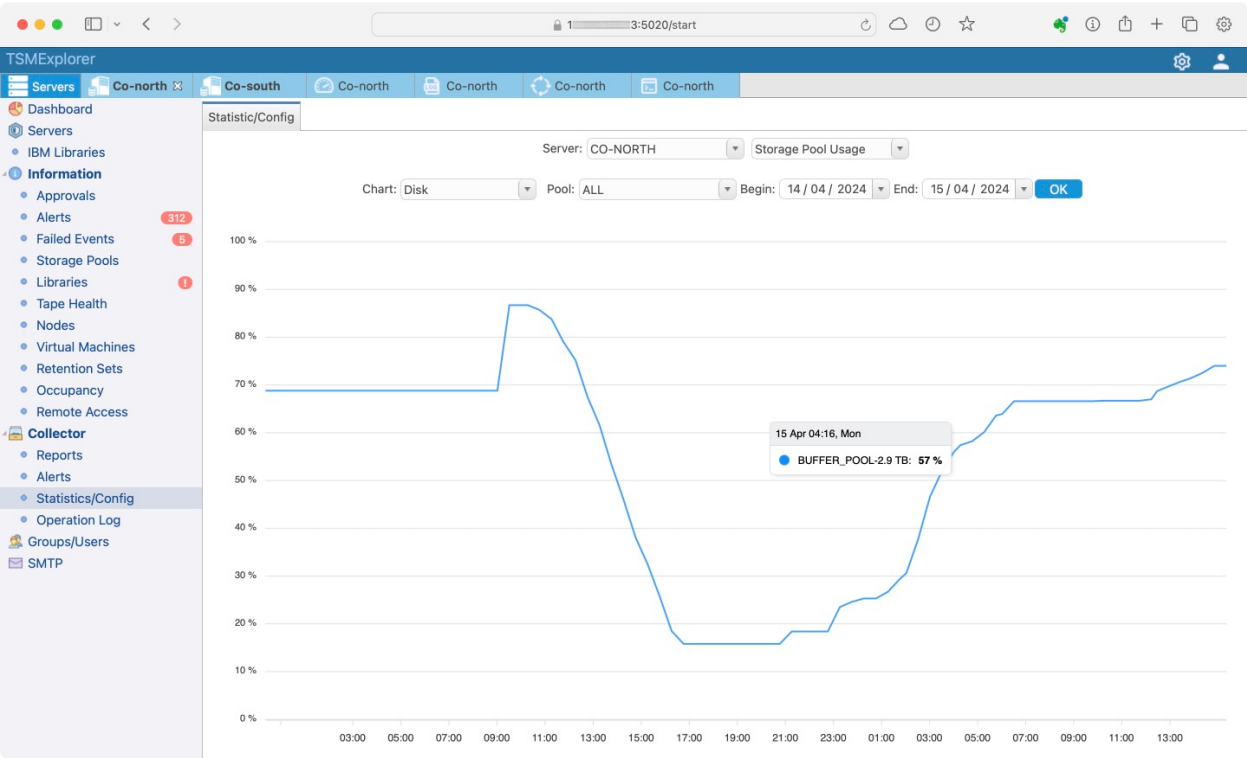 1 3:5020/start
TSMExplorer
Servers Co-north Co-south Co-north Co-north Co-north Co-north
Dashboard
Servers
IBM Libraries
Information
Approvals
Alerts 312
Failed Events 5
Storage Pools
Libraries !
Tape Health
Nodes
Virtual Machines
Retention Sets
Occupancy
Remote Access
Collector
Reports
Alerts
Statistics/Config
Operation Log
Groups/Users
SMTP
Statistic/Config
Server: CO-NORTH Storage Pool Usage
Chart: Disk Pool: ALL Begin: 14 / 04 / 2024 End: 15 / 04 / 2024 OK
100 %
90 %
80 %
70 %
60 %
50 %
40 %
30 %
20 %
10 %
0 %
15 Apr 04:16, Mon
BUFFER_POOL-2.9 TB: 57 %
03:00 05:00 07:00 09:00 11:00 13:00 15:00 17:00 19:00 21:00 23:00 01:00 03:00 05:00 07:00 09:00 11:00 13:00